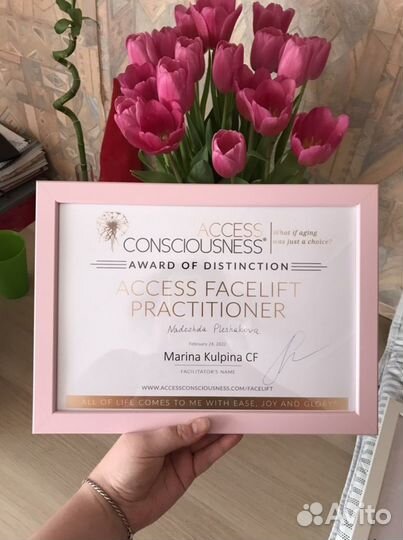 ACCESS
CONSCIOUSNESS®
What if aging
was just a choice?
AWARD OF DISTINCTION
ACCESS FACELIFT
PRACTITIONER
Nadezhda Pleshakova
February 24, 2022
Marina Kulpina CF
FACILITATOR'S NAME
WWW.ACCESSCONSCIOUSNESS.COM/FACELIFT
ALL OF LIFE COMES TO ME WITH EASE, JOY AND GLORY!®
Avito